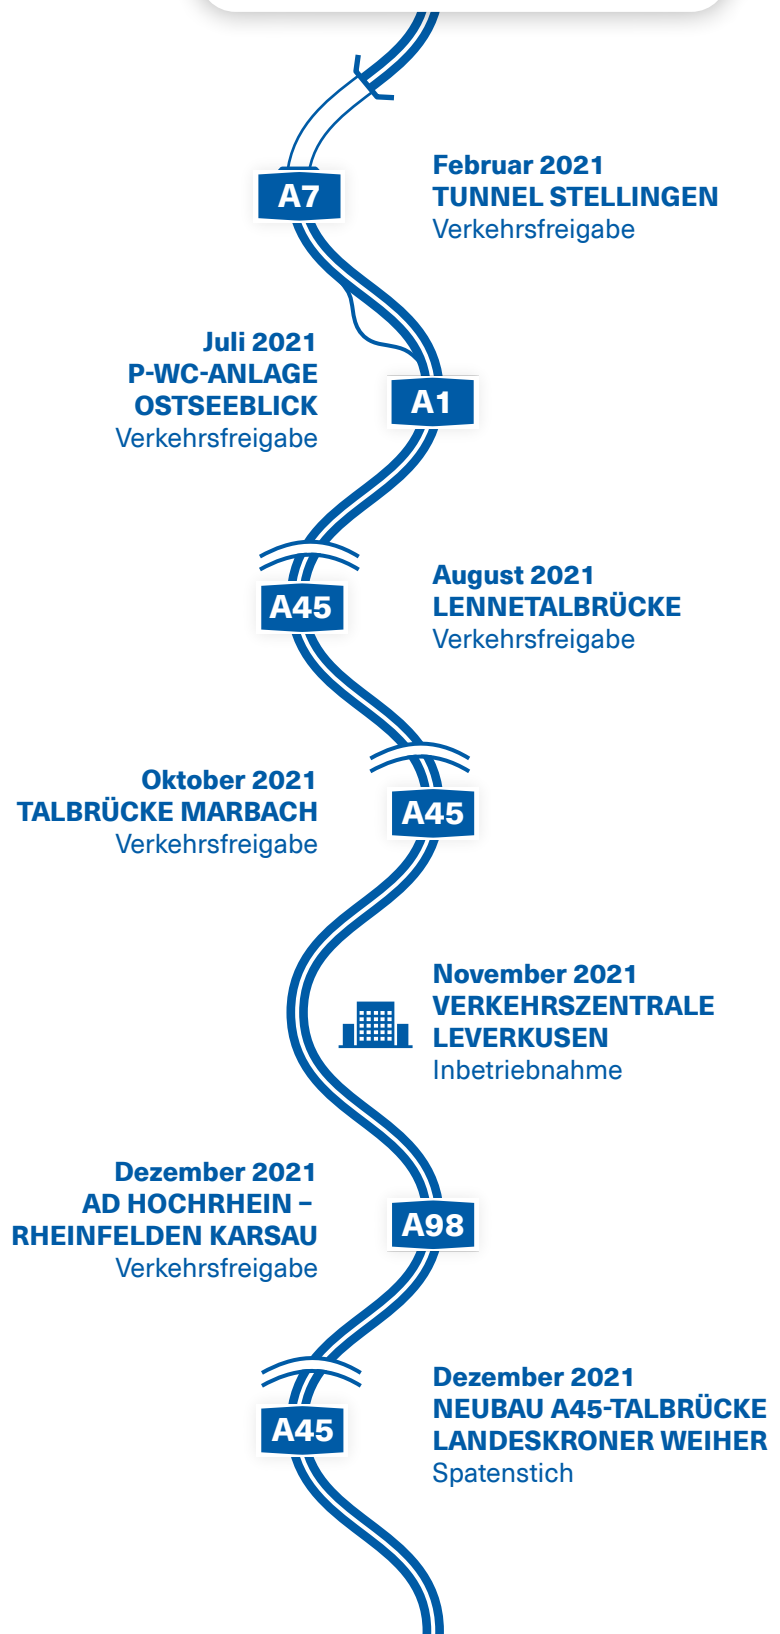 A7
Februar 2021
TUNNEL STELLINGEN
Verkehrsfreigabe
Juli 2021
P-WC-ANLAGE
OSTSEEBLICK
Verkehrsfreigabe
A1
A45
August 2021
LENNETALBRÜCKE
Verkehrsfreigabe
Oktober 2021
TALBRÜCKE MARBACH
Verkehrsfreigabe
A45
November 2021
VERKEHRSZENTRALE
LEVERKUSEN
Inbetriebnahme
Dezember 2021
AD HOCHRHEIN –
RHEINFELDEN KARSAU
Verkehrsfreigabe
A98
A45
Dezember 2021
NEUBAU A45-TALBRÜCKE
LANDESKRONER WEIHER
Spatenstich